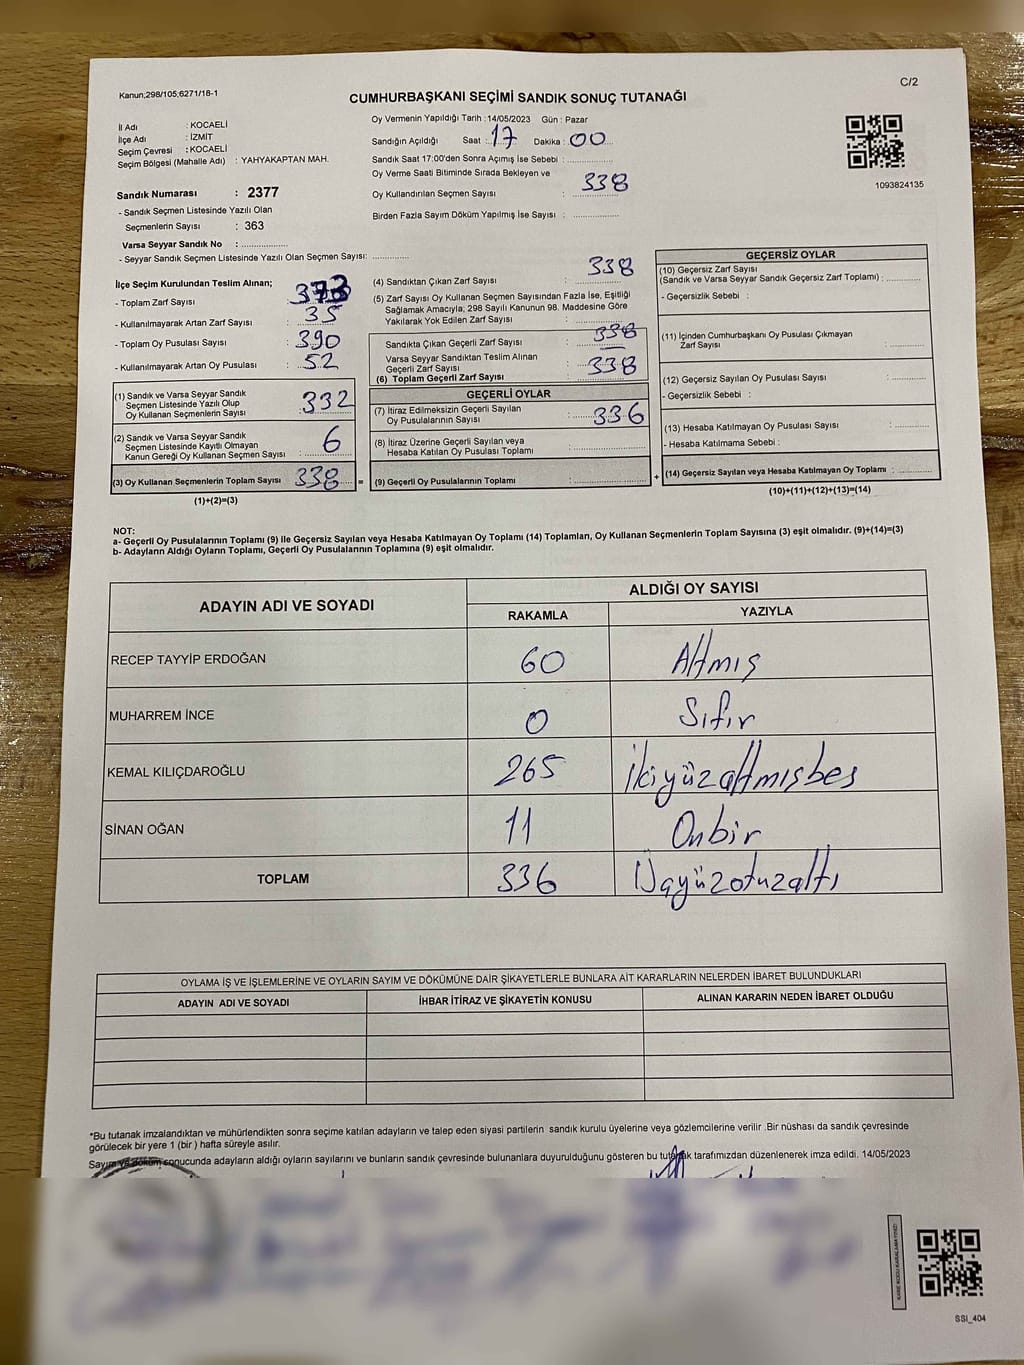 C/2
Kanun;298/105;6271/18-1
CUMHURBAŞKANI SEÇİMİ SANDIK SONUÇ TUTANAĞI
İl Adı : KOCAELİ
İlçe Adı : İZMİT
Seçim Çevresi : KOCAELİ
Seçim Bölgesi (Mahalle Adı) : YAHYAKAPTAN MAH.
Sandık Numarası : 2377
- Sandık Seçmen Listesinde Yazılı Olan
Seçmenlerin Sayısı : 363
Varsa Seyyar Sandık No :
- Seyyar Sandık Seçmen Listesinde Yazılı Olan Seçmen Sayısı:
Oy Vermenin Yapıldığı Tarih :14/05/2023 Gün : Pazar
Sandığın Açıldığı Saat : 17 Dakika : 00
Sandık Saat 17:00'den Sonra Açımış İse Sebebi :
Oy Verme Saati Bitiminde Sırada Bekleyen ve
Oy Kullandırılan Seçmen Sayısı : 338
Birden Fazla Sayım Döküm Yapılmış İse Sayısı :
1093824135
İlçe Seçim Kurulundan Teslim Alınan;
- Toplam Zarf Sayısı : 373
- Kullanılmayarak Artan Zarf Sayısı : 35
- Toplam Oy Pusulası Sayısı : 390
- Kullanılmayarak Artan Oy Pusulası : 52
(1) Sandık ve Varsa Seyyar Sandık
Seçmen Listesinde Yazılı Olup
Oy Kullanan Seçmenlerin Sayısı : 332
(2) Sandık ve Varsa Seyyar Sandık
Seçmen Listesinde Kayıtlı Olmayan
Kanun Gereği Oy Kullanan Seçmen Sayısı : 6
(3) Oy Kullanan Seçmenlerin Toplam Sayısı 338 =
(1)+(2)=(3)
(4) Sandıktan Çıkan Zarf Sayısı : 338
(5) Zarf Sayısı Oy Kullanan Seçmen Sayısından Fazla İse, Eşitliği
Sağlamak Amacıyla; 298 Sayılı Kanunun 98. Maddesine Göre
Yakılarak Yok Edilen Zarf Sayısı :
Sandıkta Çıkan Geçerli Zarf Sayısı : 338
Varsa Seyyar Sandıktan Teslim Alınan
Geçerli Zarf Sayısı :
(6) Toplam Geçerli Zarf Sayısı : 338
GEÇERLİ OYLAR
(7) İtiraz Edilmeksizin Geçerli Sayılan
Oy Pusulalarının Sayısı : 336
(8) İtiraz Üzerine Geçerli Sayılan veya
Hesaba Katılan Oy Pusulası Toplamı :
(9) Geçerli Oy Pusulalarının Toplamı : +
GEÇERSİZ OYLAR
(10) Geçersiz Zarf Sayısı
(Sandık ve Varsa Seyyar Sandık Geçersiz Zarf Toplamı) :
- Geçersizlik Sebebi :
(11) İçinden Cumhurbaşkanı Oy Pusulası Çıkmayan
Zarf Sayısı :
(12) Geçersiz Sayılan Oy Pusulası Sayısı :
- Geçersizlik Sebebi :
(13) Hesaba Katılmayan Oy Pusulası Sayısı :
- Hesaba Katılmama Sebebi :
(14) Geçersiz Sayılan veya Hesaba Katılmayan Oy Toplamı :
(10)+(11)+(12)+(13)=(14)
NOT:
a- Geçerli Oy Pusulalarının Toplamı (9) ile Geçersiz Sayılan veya Hesaba Katılmayan Oy Toplamı (14) Toplamları, Oy Kullanan Seçmenlerin Toplam Sayısına (3) eşit olmalıdır. (9)+(14)=(3)
b- Adayların Aldığı Oyların Toplamı, Geçerli Oy Pusulalarının Toplamına (9) eşit olmalıdır.
ADAYIN ADI VE SOYADI ALDIĞI OY SAYISI
RAKAMLA YAZIYLA
RECEP TAYYİP ERDOĞAN 60 Altmış
MUHARREM İNCE 0 Sıfır
KEMAL KILIÇDAROĞLU 265 İkiyüzaltmışbeş
SİNAN OĞAN 11 Onbir
TOPLAM 336 Üçyüzotuzaltı
OYLAMA İŞ VE İŞLEMLERİNE VE OYLARIN SAYIM VE DÖKÜMÜNE DAİR ŞİKAYETLERLE BUNLARA AİT KARARLARIN NELERDEN İBARET BULUNDUKLARI
ADAYIN ADI VE SOYADI İHBAR İTİRAZ VE ŞİKAYETİN KONUSU ALINAN KARARIN NEDEN İBARET OLDUĞU
*Bu tutanak imzalandıktan ve mühürlendikten sonra seçime katılan adayların ve talep eden siyasi partilerin sandık kurulu üyelerine veya gözlemcilerine verilir .Bir nüshası da sandık çevresinde
görülecek bir yere 1 (bir ) hafta süreyle asılır.
Sayım ve döküm sonucunda adayların aldığı oyların sayılarını ve bunların sandık çevresinde bulunanlara duyurulduğunu gösteren bu tutanak tarafımızdan düzenlenerek imza edildi. 14/05/2023
SSI_404